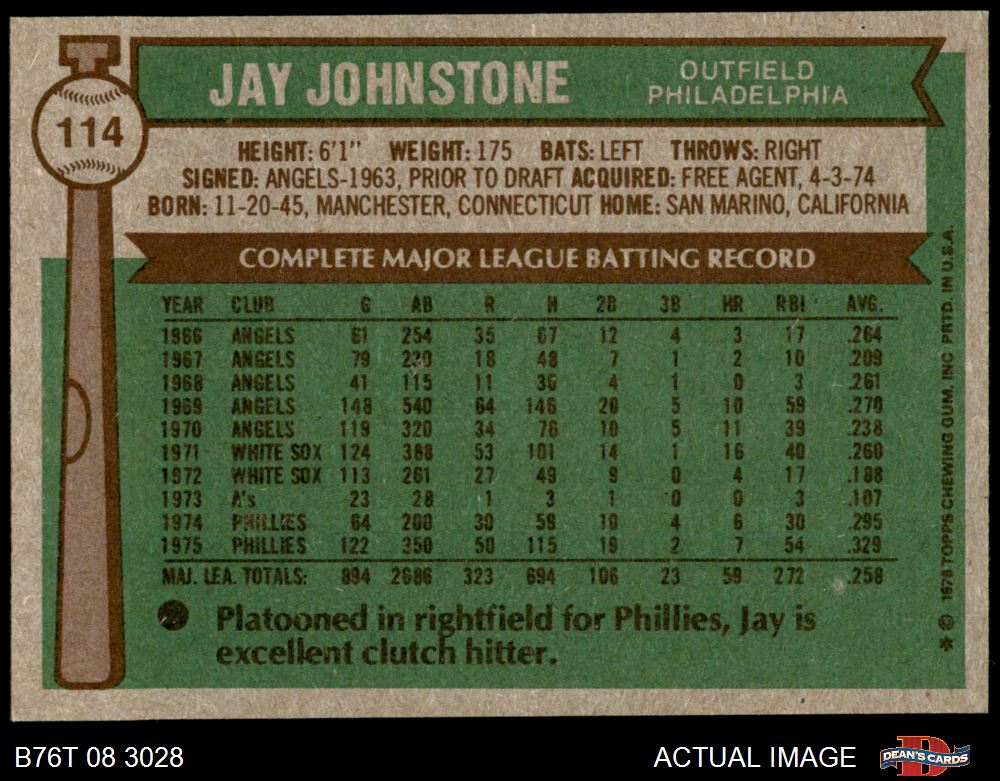 JAY JOHNSTONE
OUTFIELD
PHILADELPHIA
114
HEIGHT: 6'1" WEIGHT: 175 BATS: LEFT THROWS: RIGHT
SIGNED: ANGELS-1963, PRIOR TO DRAFT ACQUIRED: FREE AGENT, 4-3-74
BORN: 11-20-45, MANCHESTER, CONNECTICUT HOME: SAN MARINO, CALIFORNIA
COMPLETE MAJOR LEAGUE BATTING RECORD
YEAR CLUB G AB R H 2B 3B HR RBI AVG.
1966 ANGELS 61 254 35 67 12 4 3 17 .264
1967 ANGELS 79 230 18 48 7 1 2 10 .209
1968 ANGELS 41 115 11 30 4 1 0 3 .261
1969 ANGELS 148 540 64 146 20 5 10 59 .270
1970 ANGELS 119 320 34 76 10 5 11 39 .238
1971 WHITE SOX 124 388 53 101 14 1 16 40 .260
1972 WHITE SOX 113 261 27 49 9 0 4 17 .188
1973 A's 23 28 1 3 1 0 0 3 .107
1974 PHILLIES 64 200 30 59 10 4 6 30 .295
1975 PHILLIES 122 350 50 115 19 2 7 54 .329
MAJ. LEA. TOTALS: 894 2686 323 694 106 23 59 272 .258
Platooned in rightfield for Phillies, Jay is
excellent clutch hitter.
* © 1976 TOPPS CHEWING GUM, INC PRTD. IN U.S.A.
B76T 08 3028
ACTUAL IMAGE
D
DEAN'S CARDS